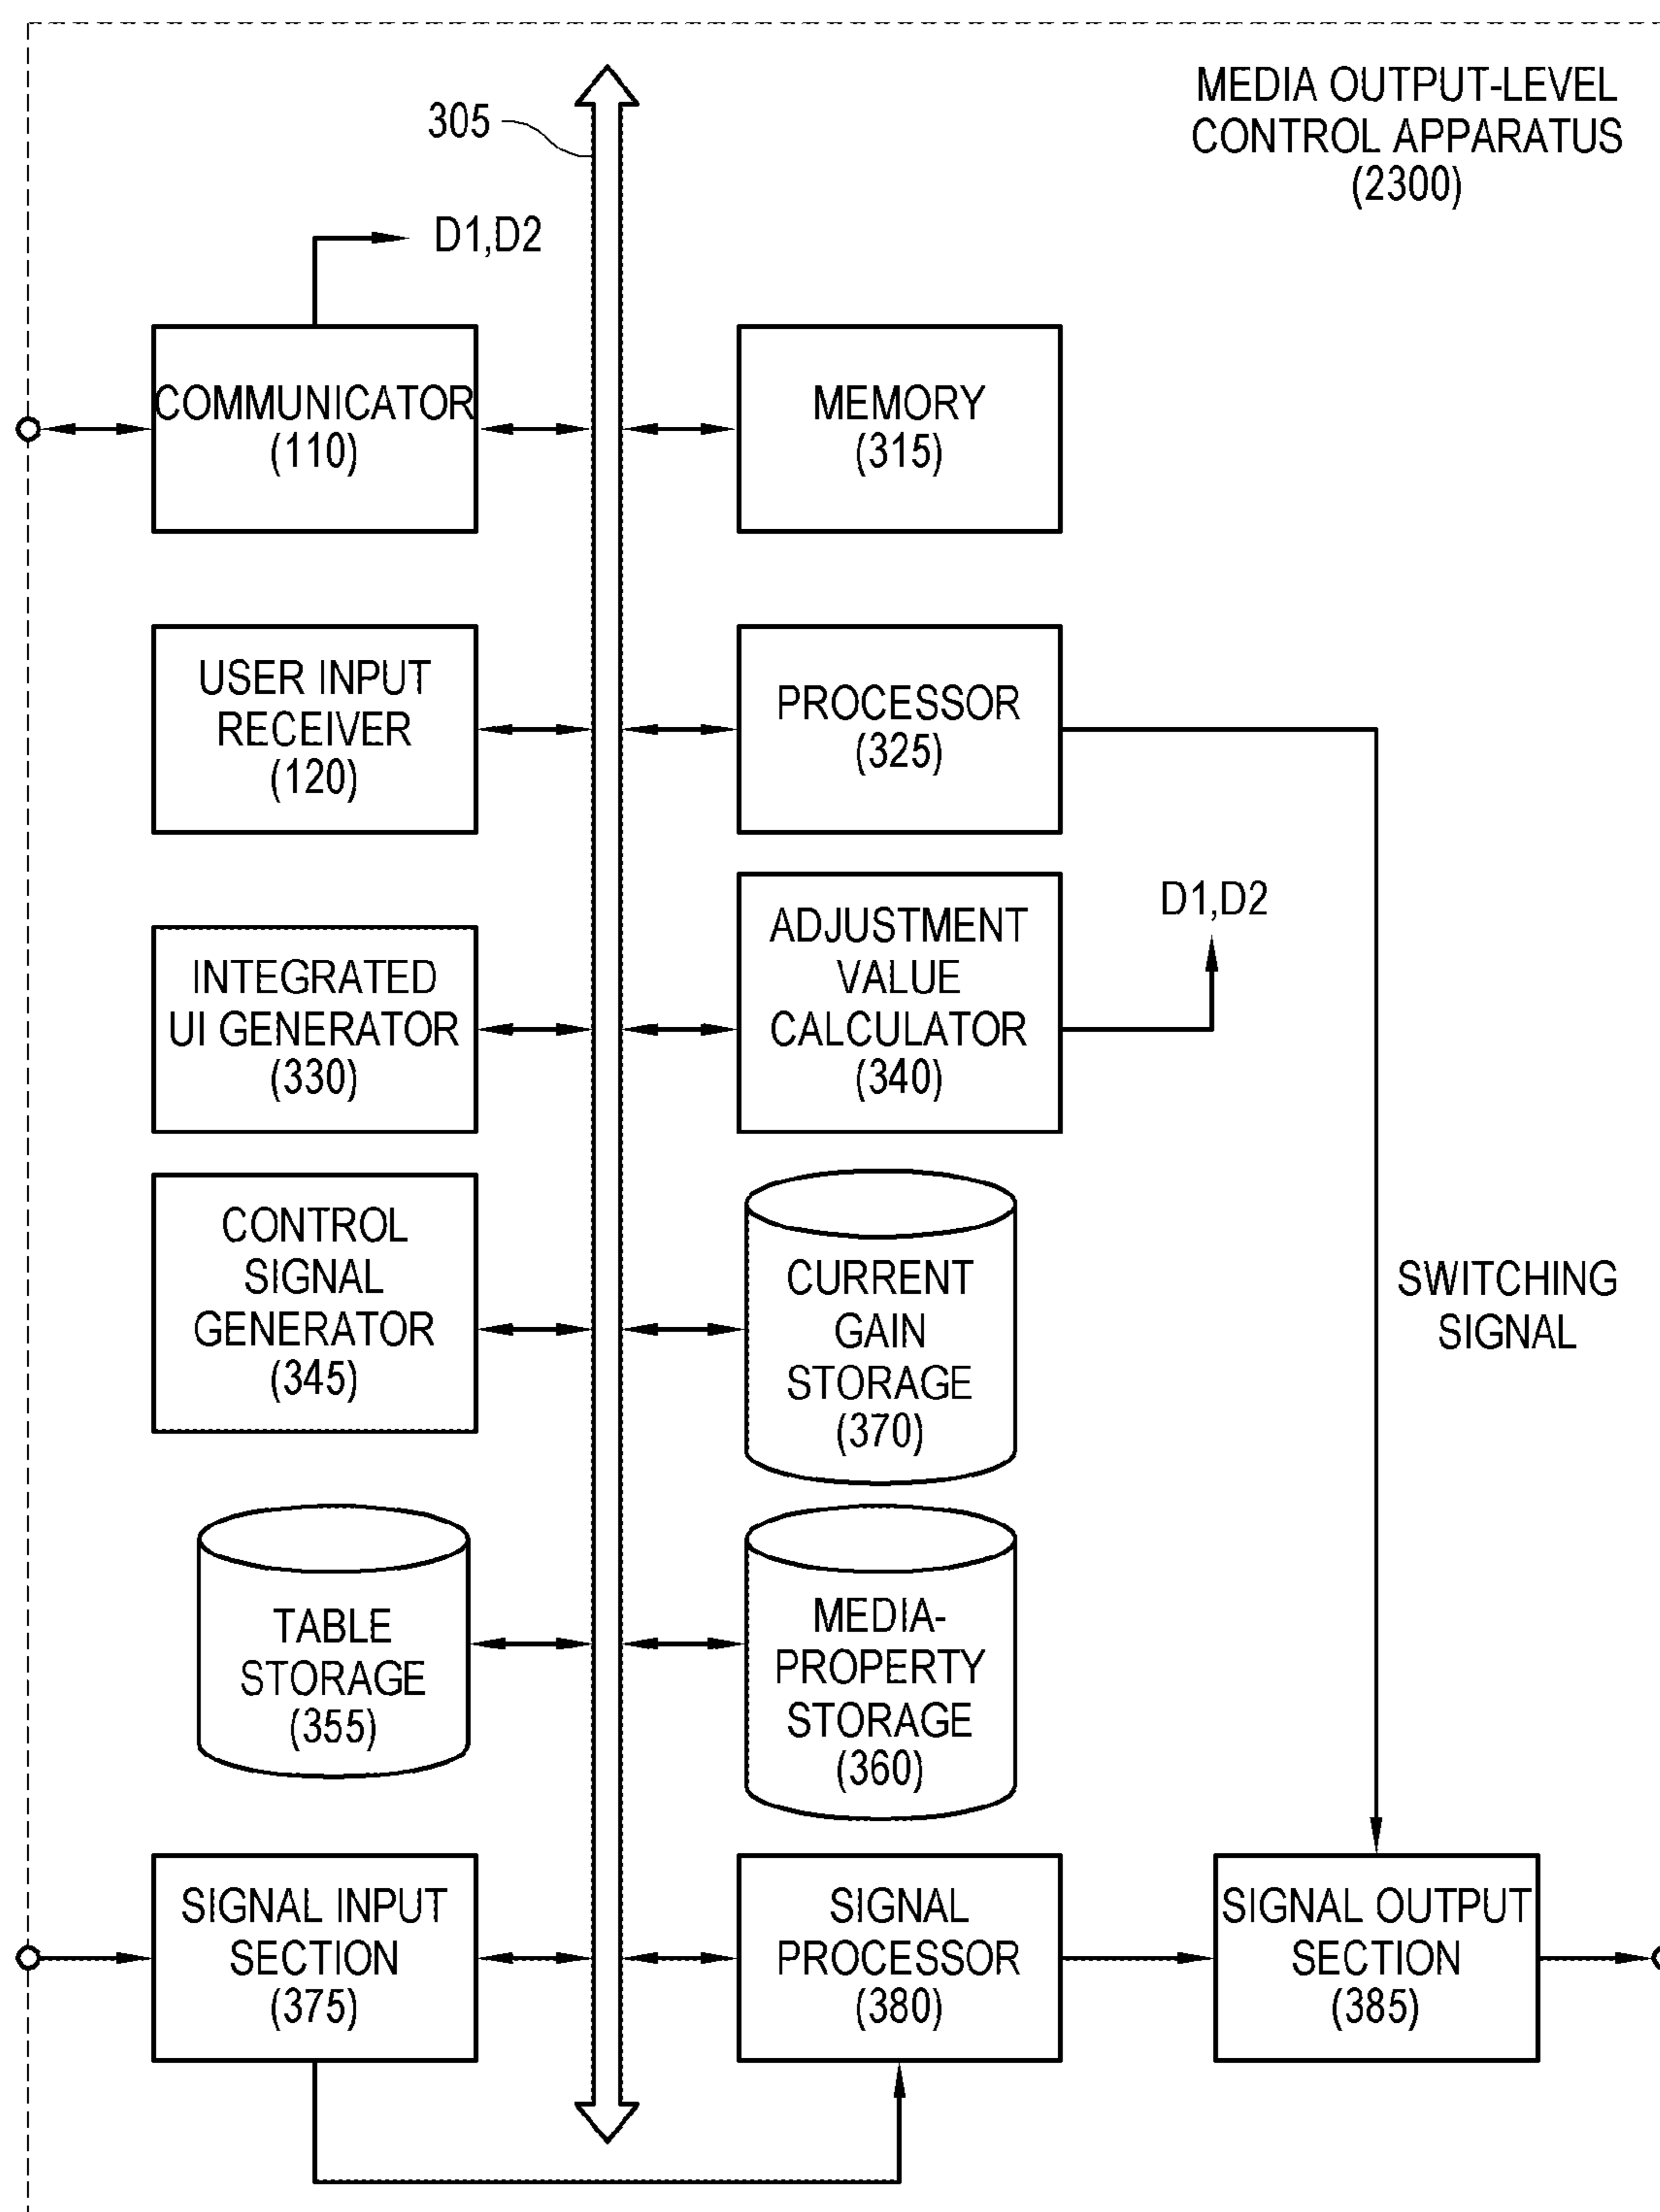 MEDIA OUTPUT-LEVEL
CONTROL APPARATUS
(2300)
305
D1,D2
COMMUNICATOR
(110)
MEMORY
(315)
USER INPUT
RECEIVER
(120)
PROCESSOR
(325)
INTEGRATED
UI GENERATOR
(330)
ADJUSTMENT
VALUE
CALCULATOR
(340)
D1,D2
CONTROL
SIGNAL
GENERATOR
(345)
CURRENT
GAIN
STORAGE
(370)
SWITCHING
SIGNAL
TABLE
STORAGE
(355)
MEDIA-
PROPERTY
STORAGE
(360)
SIGNAL INPUT
SECTION
(375)
SIGNAL
PROCESSOR
(380)
SIGNAL OUTPUT
SECTION
(385)